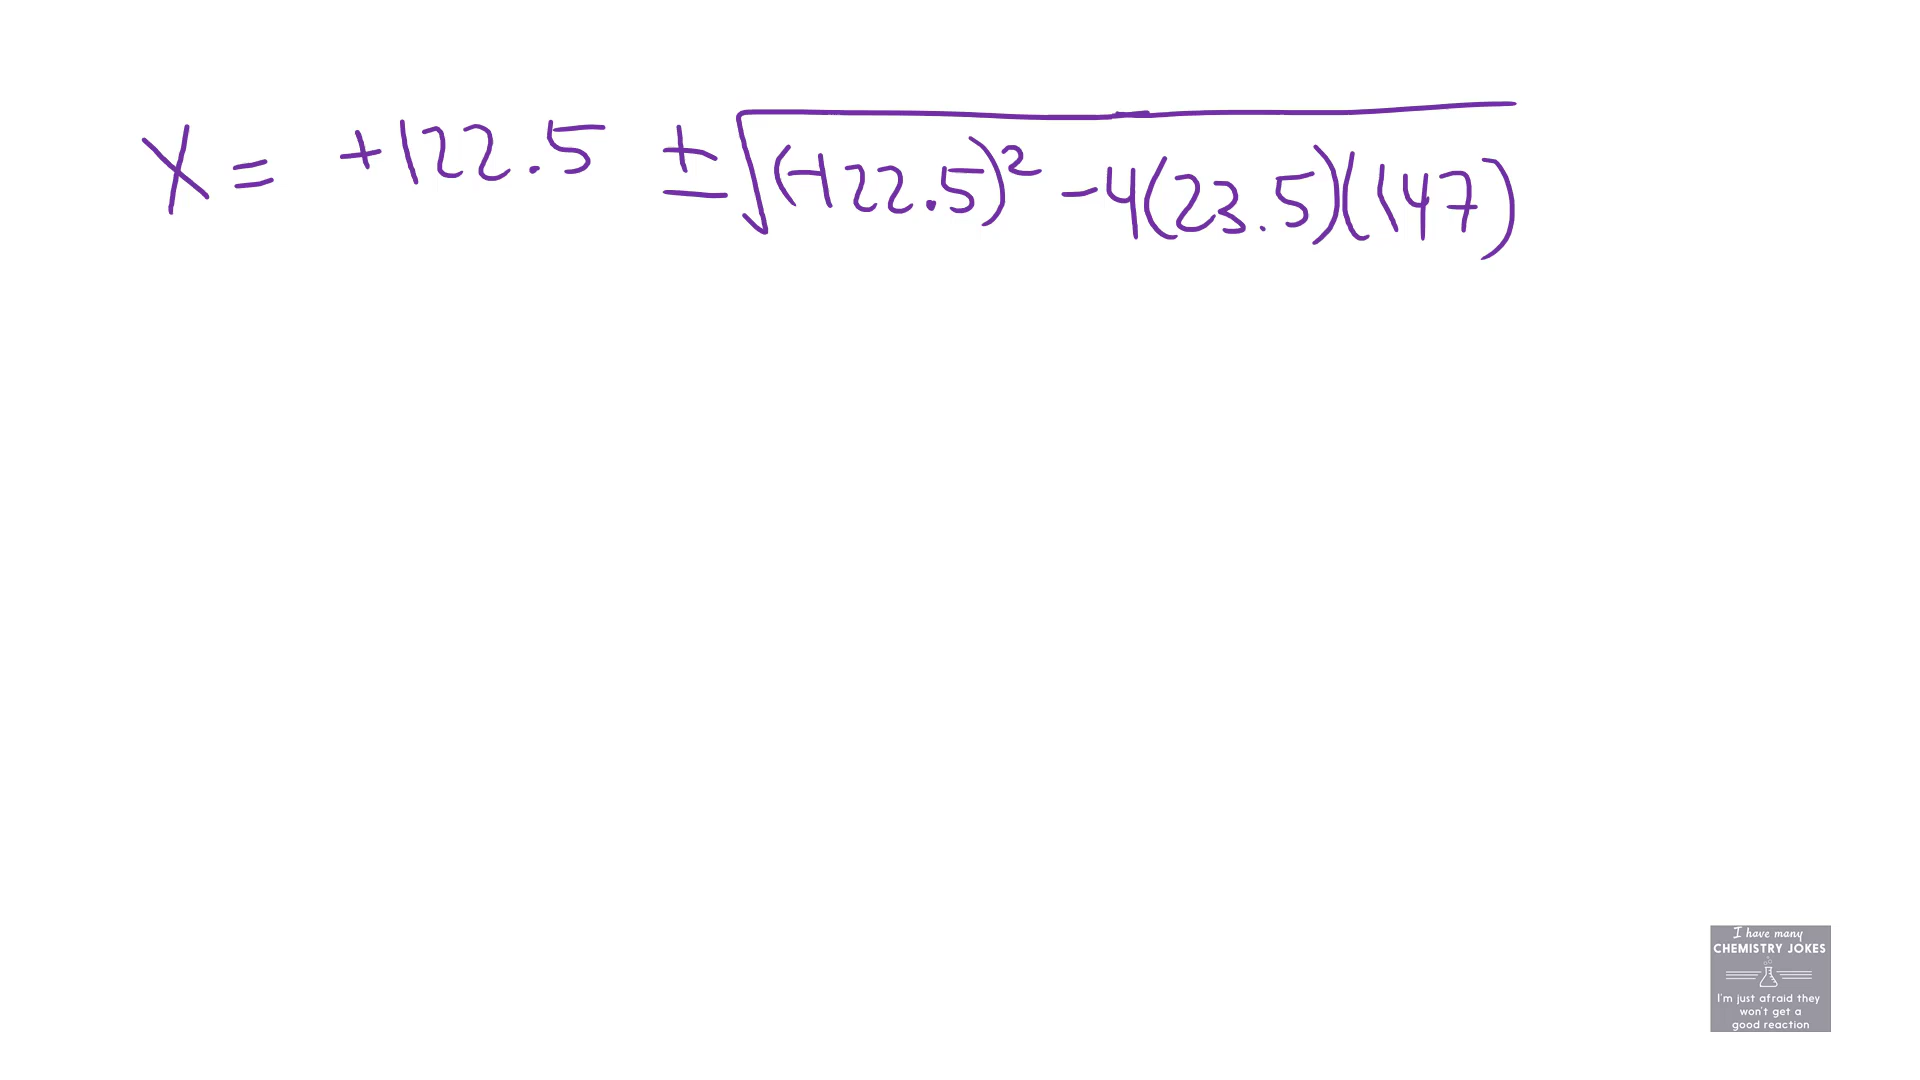 X = +122.5 ± √(-122.5)² -4(23.5)(147)
I have many
CHEMISTRY JOKES
I'm just afraid they
won't get a
good reaction